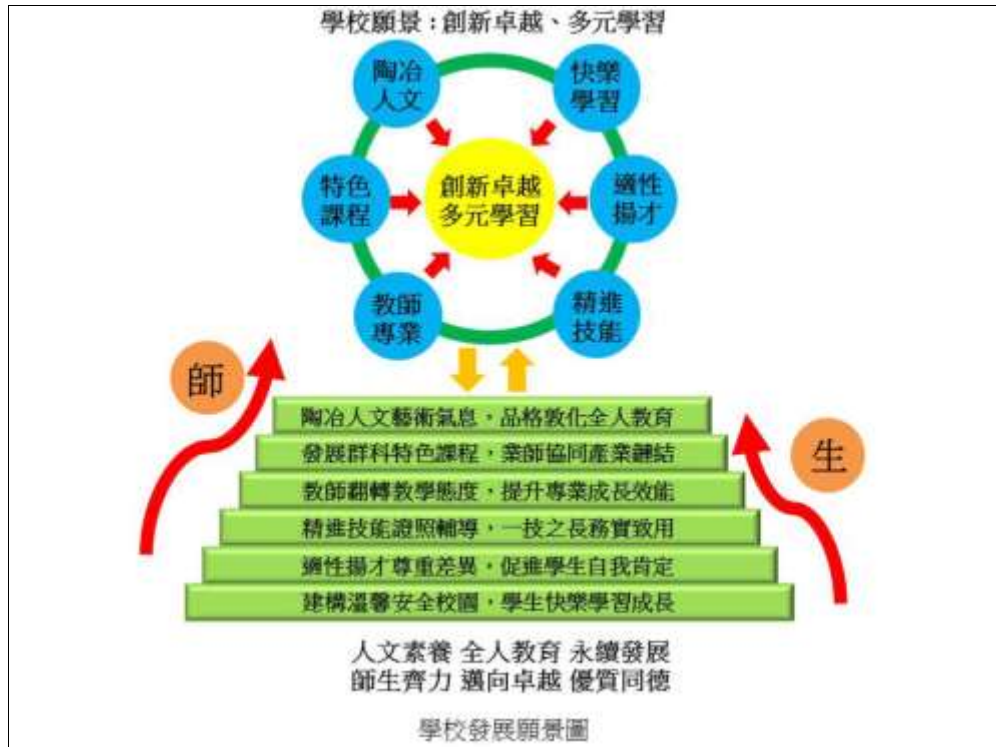 學校願景：創新卓越、多元學習
陶冶
人文
快樂
學習
特色
課程
創新卓越
多元學習
適性
揚才
教師
專業
精進
技能
師
生
陶冶人文藝術氣息，品格敦化全人教育
發展群科特色課程，業師協同產業鏈結
教師翻轉教學態度，提升專業成長效能
精進技能證照輔導，一技之長務實致用
適性揚才尊重差異，促進學生自我肯定
建構溫馨安全校園，學生快樂學習成長
人文素養 全人教育 永續發展
師生齊力 邁向卓越 優質同德
學校發展願景圖